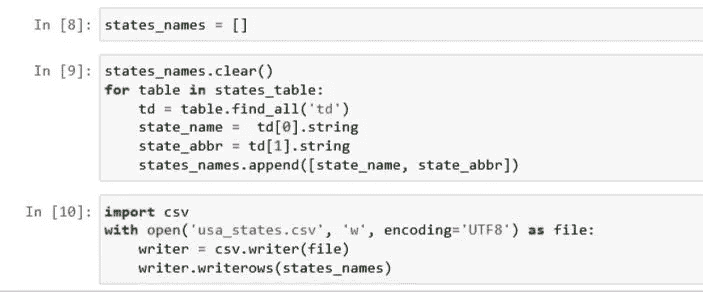 In [8]: states_names = []
In [9]: states_names.clear()
for table in states_table:
    td = table.find_all('td')
    state_name =  td[0].string
    state_abbr = td[1].string
    states_names.append([state_name, state_abbr])
In [10]: import csv
with open('usa_states.csv', 'w', encoding='UTF8') as file:
    writer = csv.writer(file)
    writer.writerows(states_names)